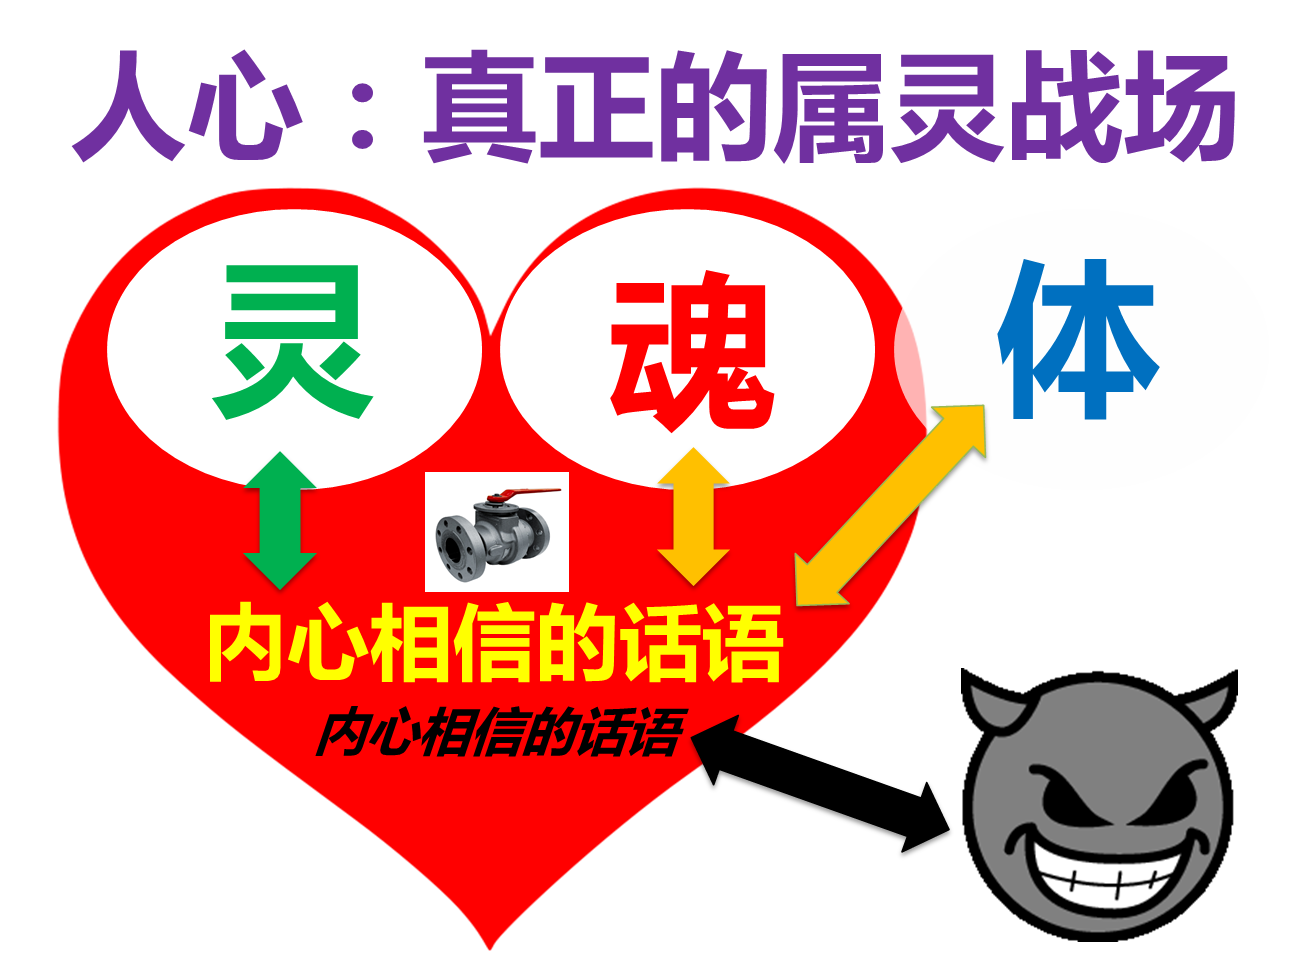 人心：真正的属灵战场
灵 魂 体
内心相信的话语
内心相信的话语